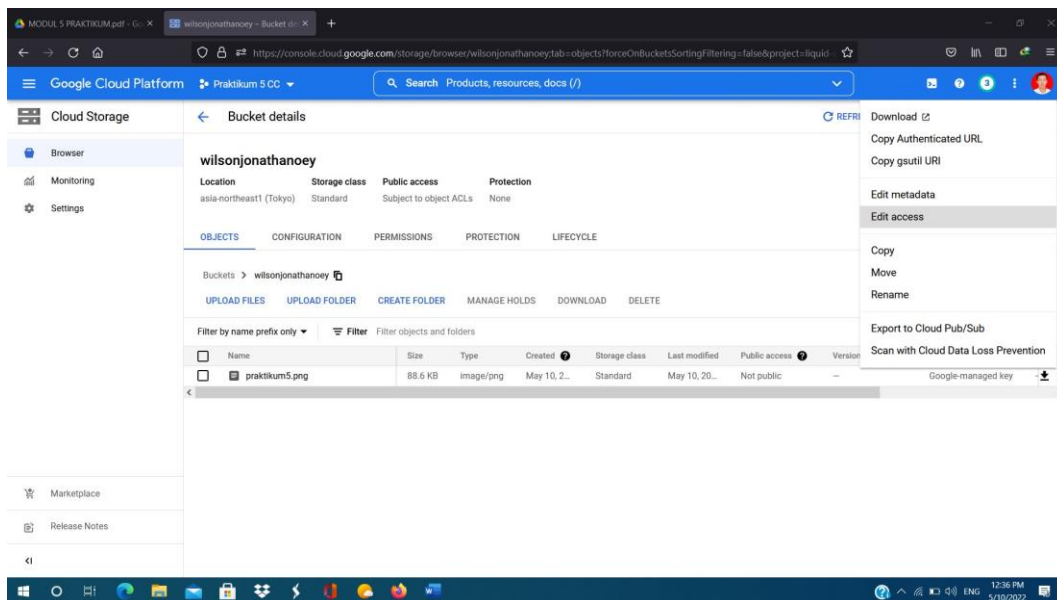 MODUL 5 PRAKTIKUM.pdf - Go
wilsonjonathanoey – Bucket det
https://console.cloud.google.com/storage/browser/wilsonjonathanoey;tab=objects?forceOnBucketsSortingFiltering=false&project=liquid
Google Cloud Platform
Praktikum 5 CC
Search Products, resources, docs (/)
3
Cloud Storage
Bucket details
REFRE
Browser
Monitoring
Settings
wilsonjonathanoey
Location Storage class Public access Protection
asia-northeast1 (Tokyo) Standard Subject to object ACLs None
OBJECTS CONFIGURATION PERMISSIONS PROTECTION LIFECYCLE
Buckets > wilsonjonathanoey
UPLOAD FILES UPLOAD FOLDER CREATE FOLDER MANAGE HOLDS DOWNLOAD DELETE
Filter by name prefix only Filter Filter objects and folders
Name Size Type Created Storage class Last modified Public access Version
praktikum5.png 88.6 KB image/png May 10, 2... Standard May 10, 20... Not public — Google-managed key
Download
Copy Authenticated URL
Copy gsutil URI
Edit metadata
Edit access
Copy
Move
Rename
Export to Cloud Pub/Sub
Scan with Cloud Data Loss Prevention
Marketplace
Release Notes
ENG
12:36 PM
5/10/2022